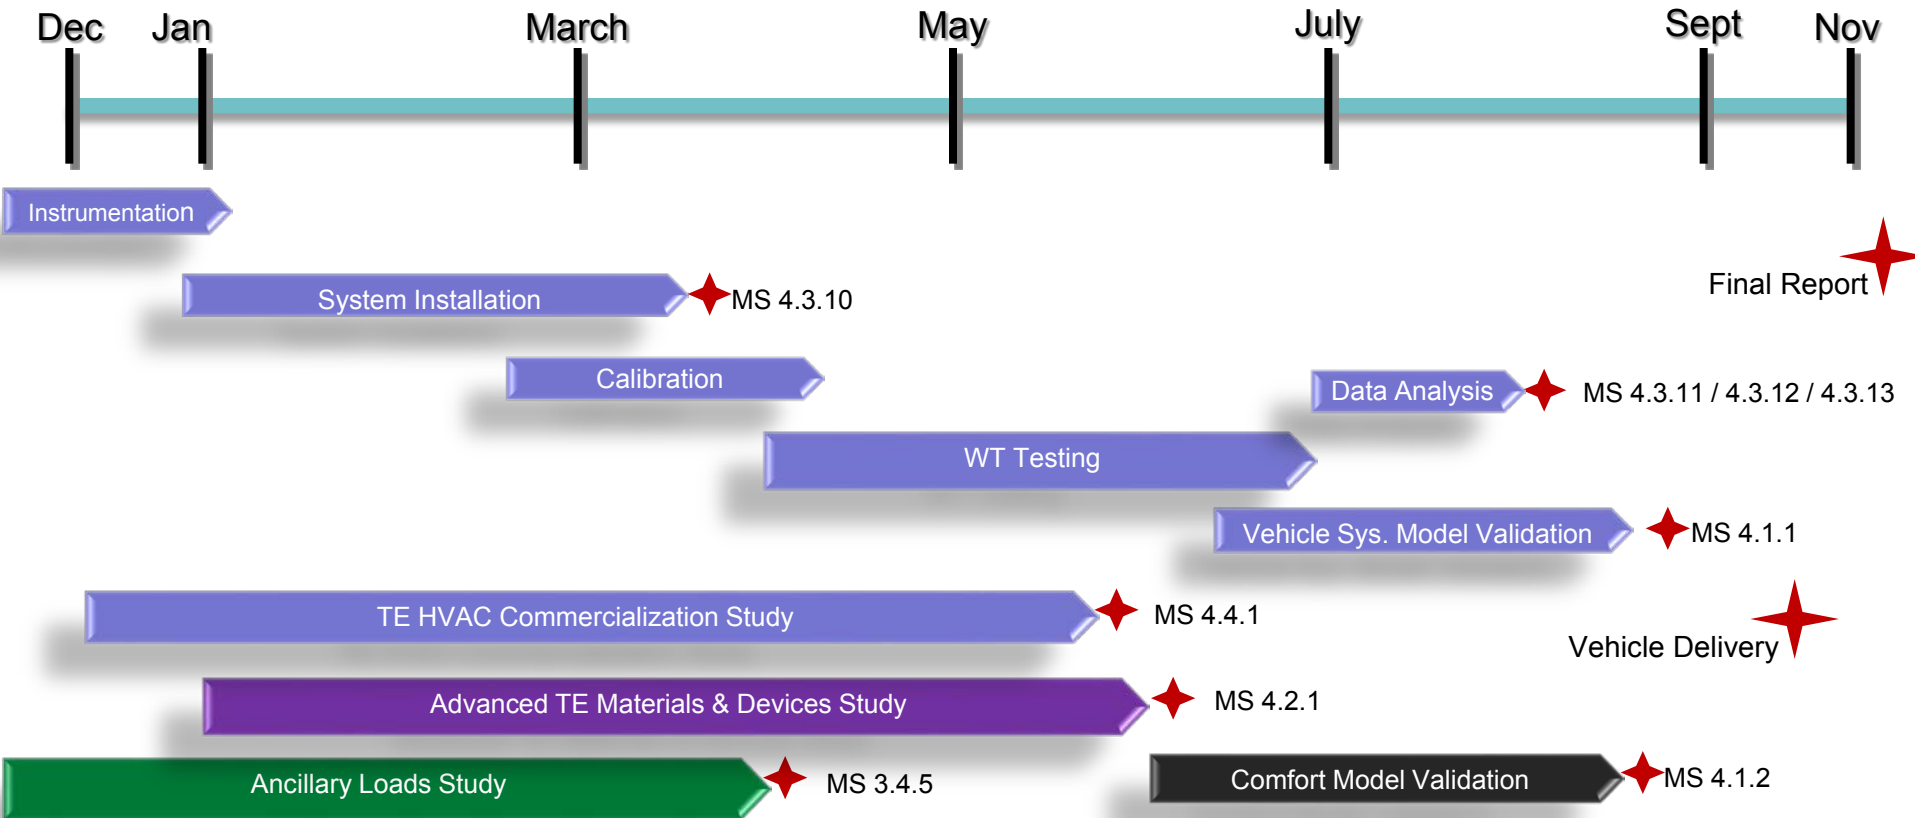 Dec Jan March May July Sept Nov
Instrumentation
Final Report
System Installation MS 4.3.10
Calibration
Data Analysis MS 4.3.11 / 4.3.12 / 4.3.13
WT Testing
Vehicle Sys. Model Validation MS 4.1.1
TE HVAC Commercialization Study MS 4.4.1
Vehicle Delivery
Advanced TE Materials & Devices Study MS 4.2.1
Ancillary Loads Study MS 3.4.5
Comfort Model Validation MS 4.1.2